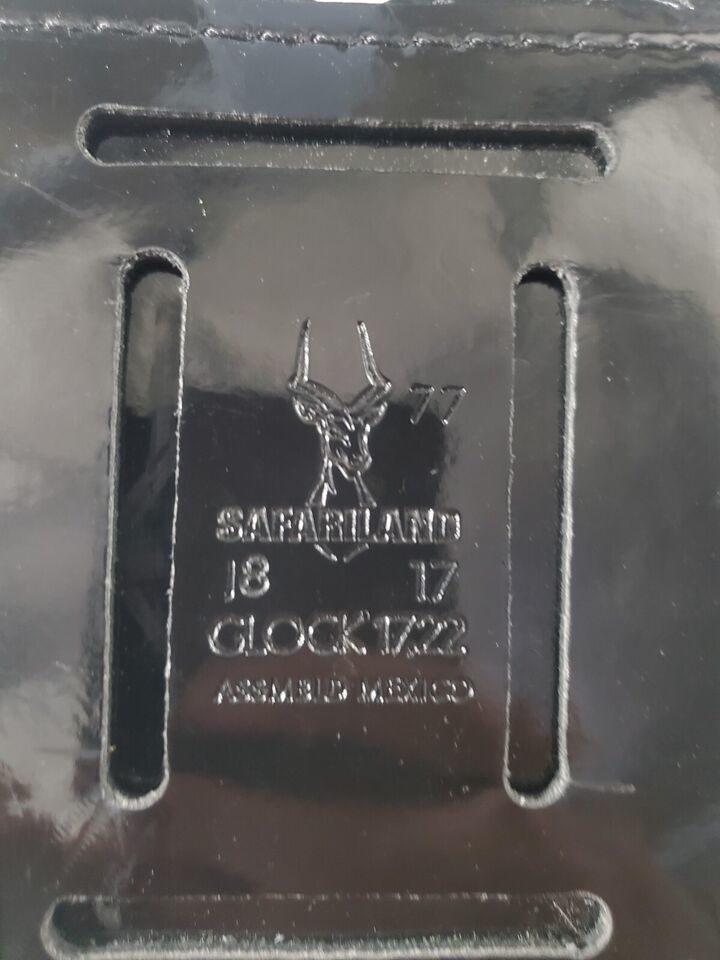 77
SAFARILAND
18 17
GLOCK 17,22
ASSMBLD MEXICO